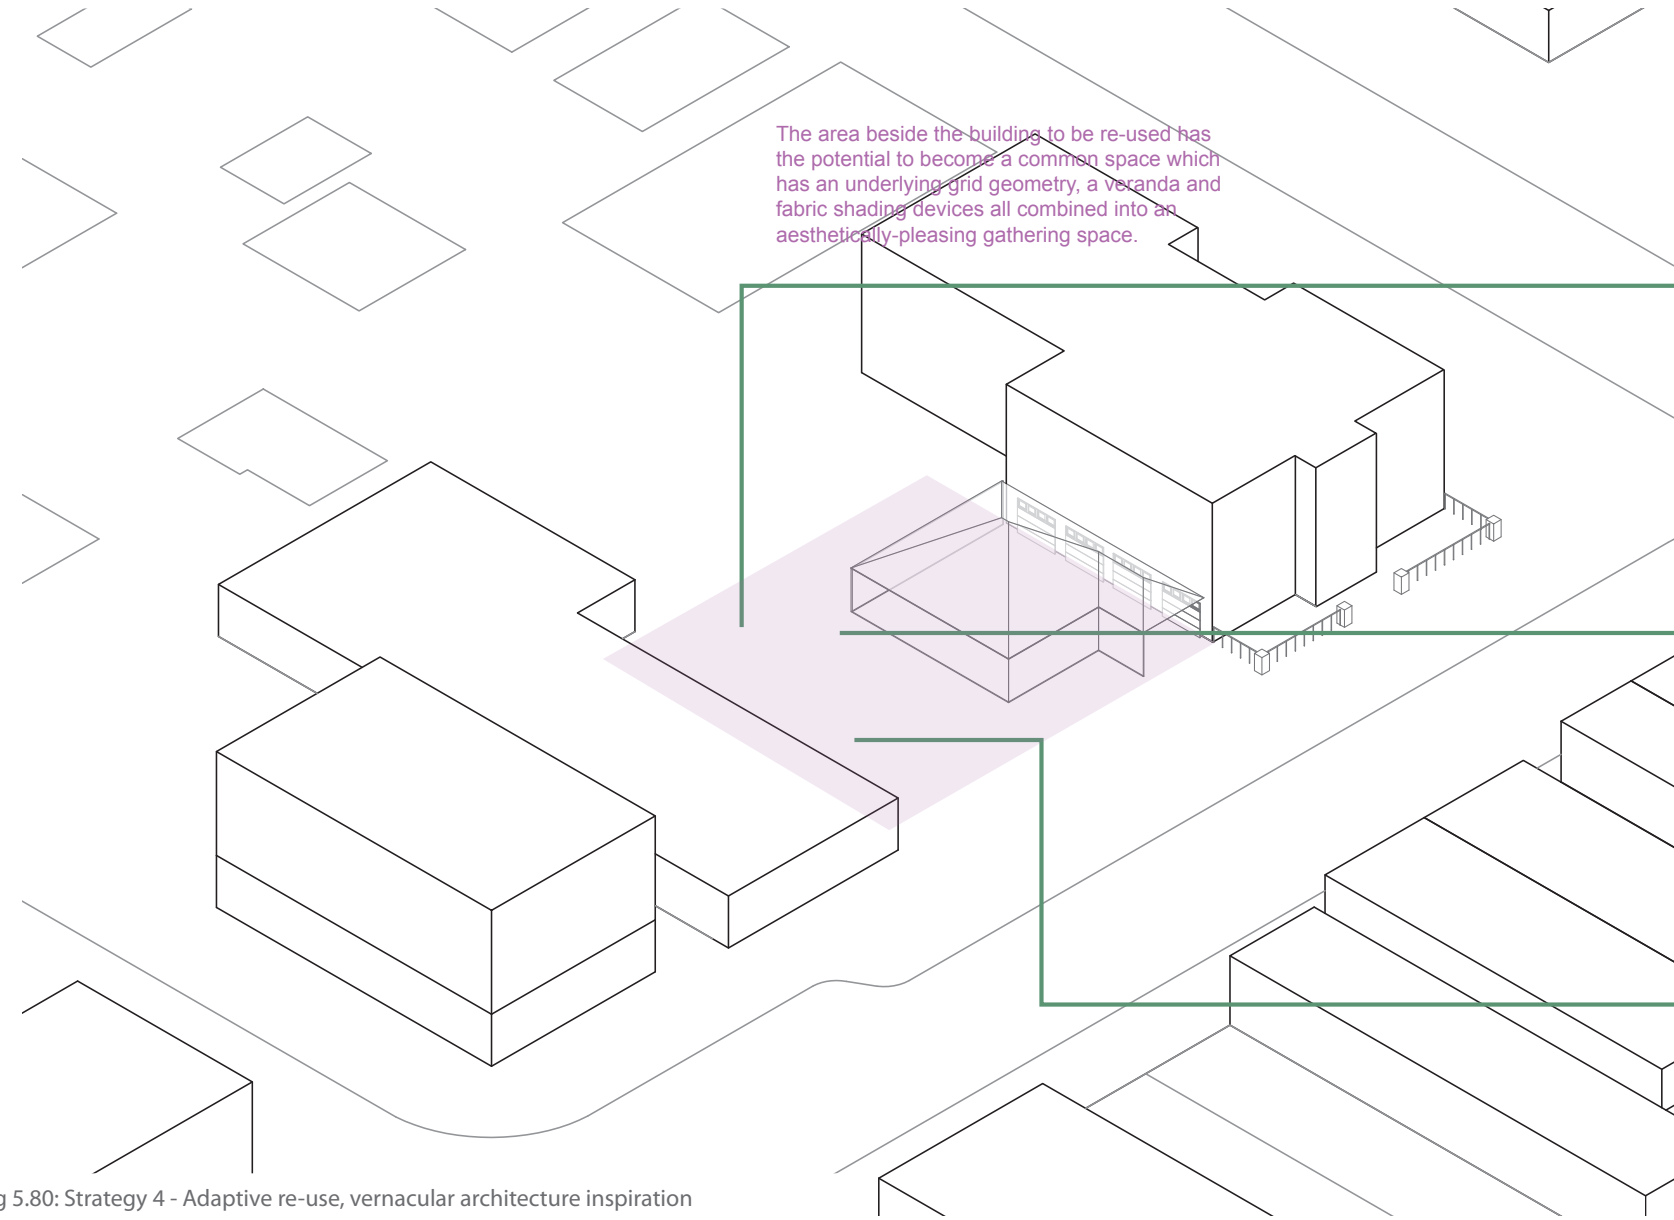 The area beside the building to be re-used has
the potential to become a common space which
has an underlying grid geometry, a veranda and
fabric shading devices all combined into an
aesthetically-pleasing gathering space.
g 5.80: Strategy 4 - Adaptive re-use, vernacular architecture inspiration